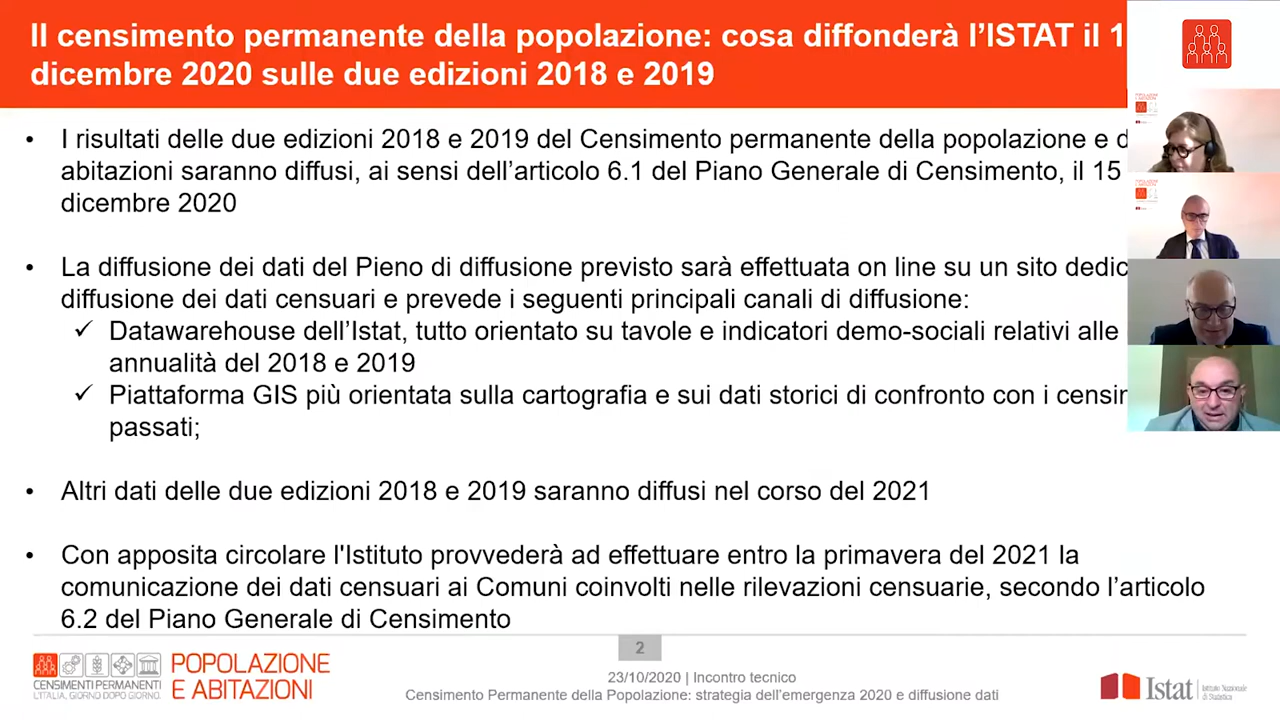 Il censimento permanente della popolazione: cosa diffonderà l'ISTAT il 1
dicembre 2020 sulle due edizioni 2018 e 2019
• I risultati delle due edizioni 2018 e 2019 del Censimento permanente della popolazione e d
abitazioni saranno diffusi, ai sensi dell'articolo 6.1 del Piano Generale di Censimento, il 15
dicembre 2020
• La diffusione dei dati del Pieno di diffusione previsto sarà effettuata on line su un sito dedic
diffusione dei dati censuari e prevede i seguenti principali canali di diffusione:
✓ Datawarehouse dell'Istat, tutto orientato su tavole e indicatori demo-sociali relativi alle
annualità del 2018 e 2019
✓ Piattaforma GIS più orientata sulla cartografia e sui dati storici di confronto con i censim
passati;
• Altri dati delle due edizioni 2018 e 2019 saranno diffusi nel corso del 2021
• Con apposita circolare l'Istituto provvederà ad effettuare entro la primavera del 2021 la
comunicazione dei dati censuari ai Comuni coinvolti nelle rilevazioni censuarie, secondo l'articolo
6.2 del Piano Generale di Censimento
2
CENSIMENTI PERMANENTI
L'ITALIA, GIORNO DOPO GIORNO.
POPOLAZIONE
E ABITAZIONI
23/10/2020 | Incontro tecnico
Censimento Permanente della Popolazione: strategia dell'emergenza 2020 e diffusione dati
Istat
Istituto Nazionale
di Statistica